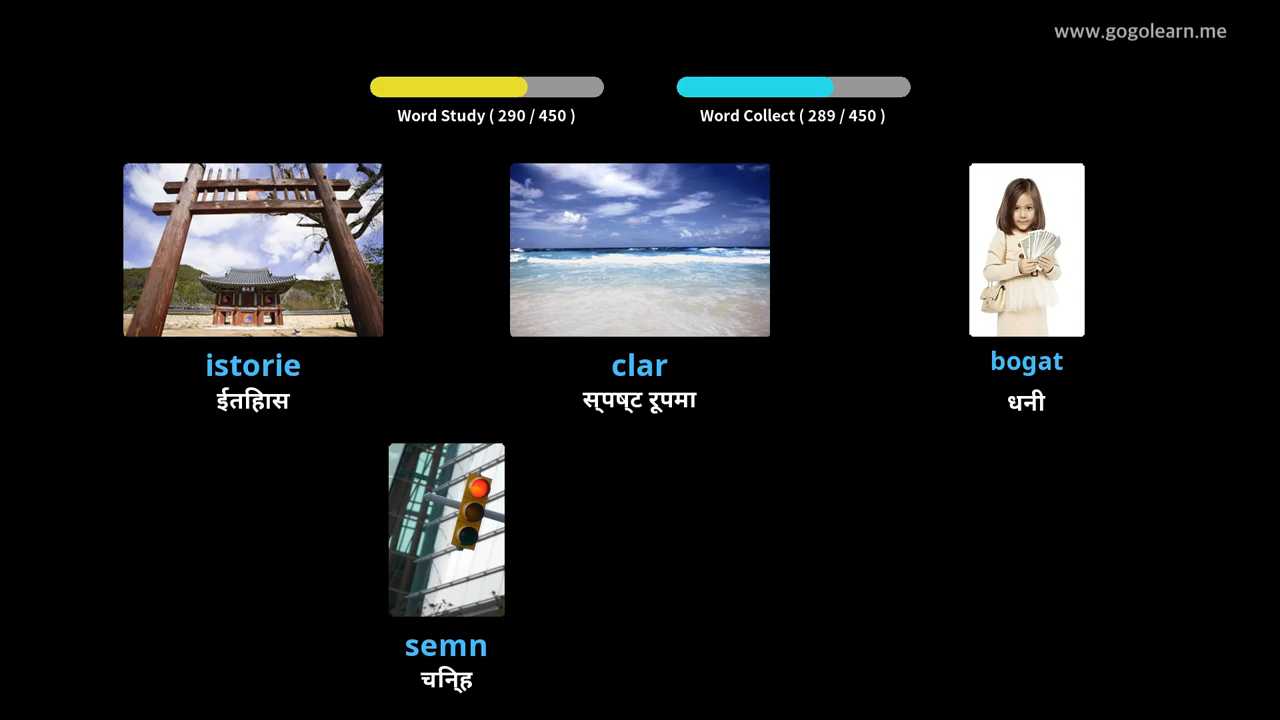 www.gogolearn.me
Word Study ( 290 / 450 )
Word Collect ( 289 / 450 )
istorie
ईतिहास
clar
स्पष्ट रूपमा
bogat
धनी
semn
चिन्ह